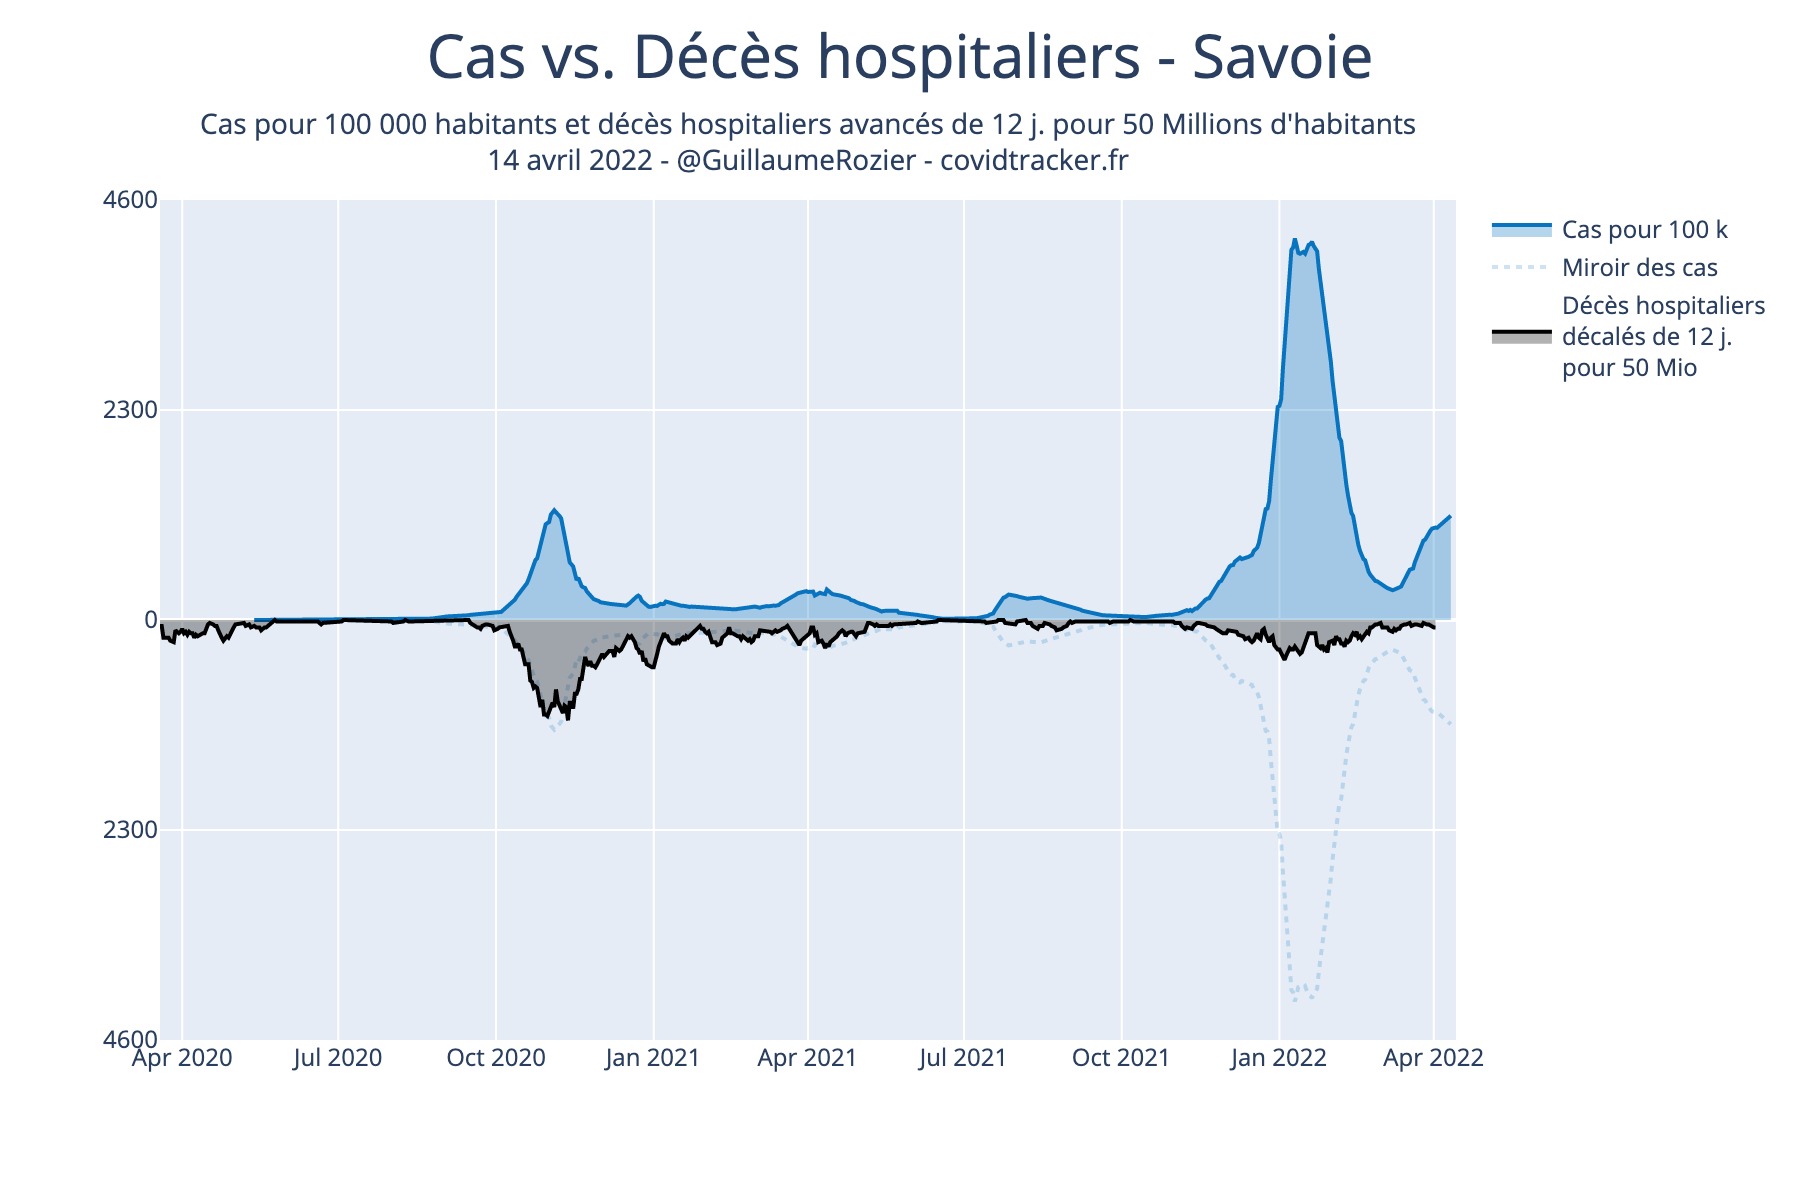 Cas vs. Décès hospitaliers - Savoie
Cas pour 100 000 habitants et décès hospitaliers avancés de 12 j. pour 50 Millions d'habitants
14 avril 2022 - @GuillaumeRozier - covidtracker.fr
4600
2300
0
2300
4600
Apr 2020
Jul 2020
Oct 2020
Jan 2021
Apr 2021
Jul 2021
Oct 2021
Jan 2022
Apr 2022
Cas pour 100 k
Miroir des cas
Décès hospitaliers
décalés de 12 j.
pour 50 Mio